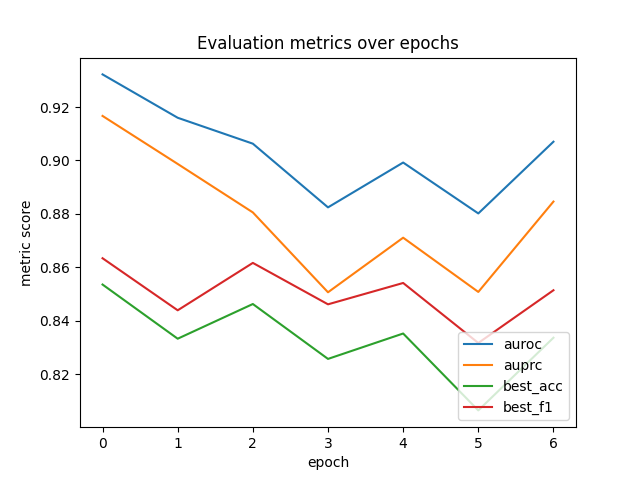 Evaluation metrics over epochs
metric score
0.92
0.90
0.88
0.86
0.84
0.82
0 1 2 3 4 5 6
epoch
auroc
auprc
best_acc
best_f1